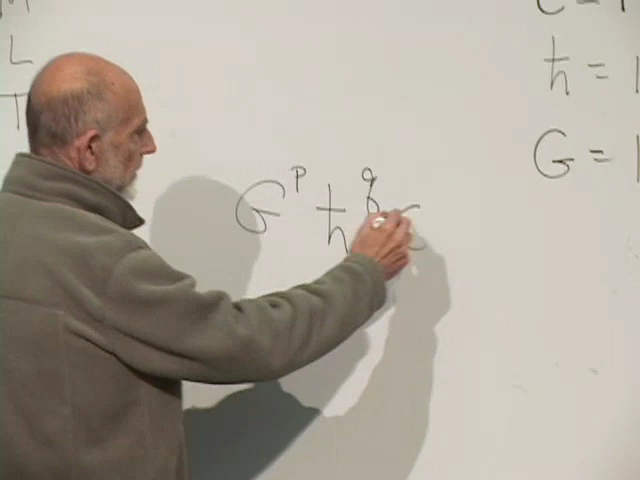 M
L
T
C =
ħ = 1
G = 1
G^p ħ^q c